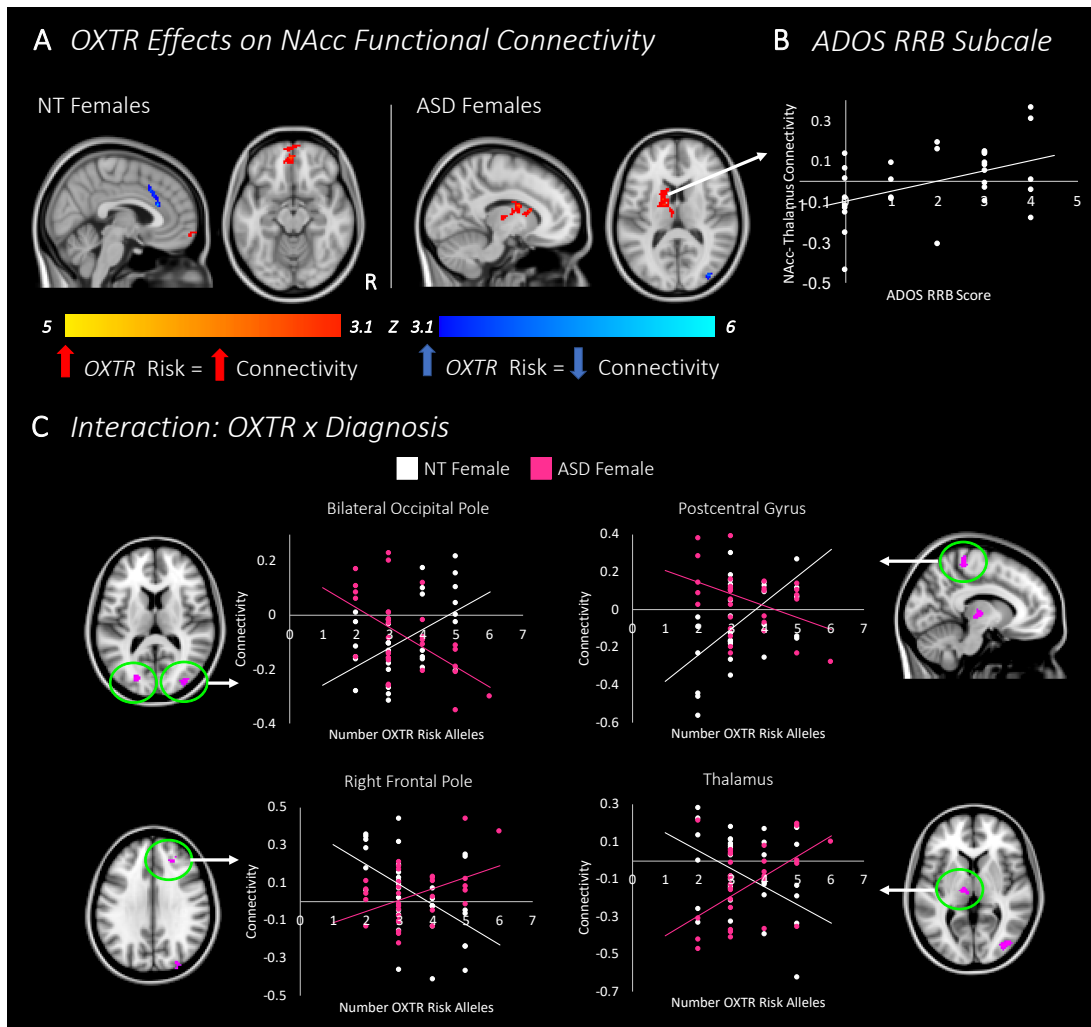 A OXTR Effects on NAcc Functional Connectivity
B ADOS RRB Subcale
NT Females
ASD Females
R
5 3.1 Z 3.1 6
OXTR Risk = Connectivity
OXTR Risk = Connectivity
NAcc-Thalamus Connectivity
0.3
0.1
-0.1
-0.3
-0.5
1 2 3 4 5
ADOS RRB Score
C Interaction: OXTR x Diagnosis
NT Female ASD Female
Bilateral Occipital Pole
Connectivity
0.2
0
-0.2
-0.4
0 1 2 3 4 5 6 7
Number OXTR Risk Alleles
Postcentral Gyrus
Connectivity
0.4
0.2
0
-0.2
-0.4
-0.6
0 1 2 3 4 5 6 7
Number OXTR Risk Alleles
Right Frontal Pole
Connectivity
0.5
0.3
0.1
-0.1
-0.3
-0.5
0 1 2 3 4 5 6 7
Number OXTR Risk Alleles
Thalamus
Connectivity
0.3
0.1
-0.1
-0.3
-0.5
-0.7
0 1 2 3 4 5 6 7
Number OXTR Risk Alleles